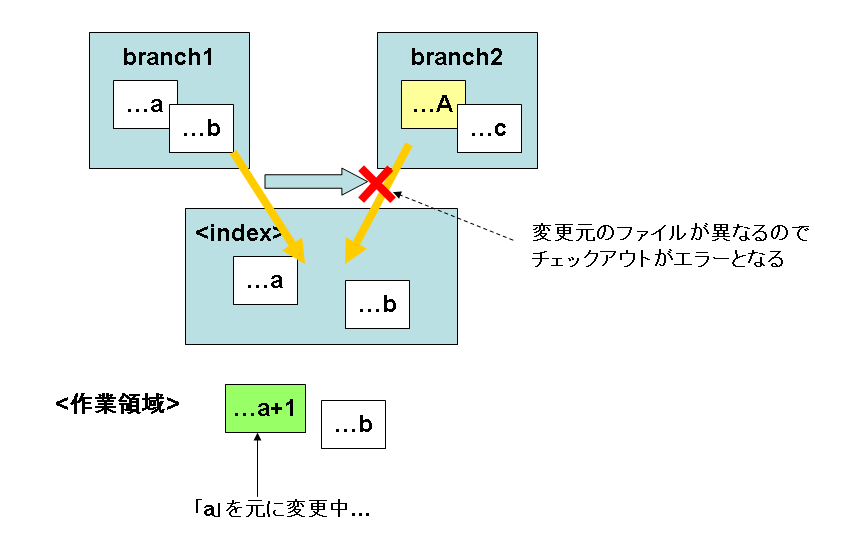 branch1
…a
…b
branch2
…A
…c
<index>
…a
…b
変更元のファイルが異なるので
チェックアウトがエラーとなる
<作業領域>
…a+1
…b
「a」を元に変更中…